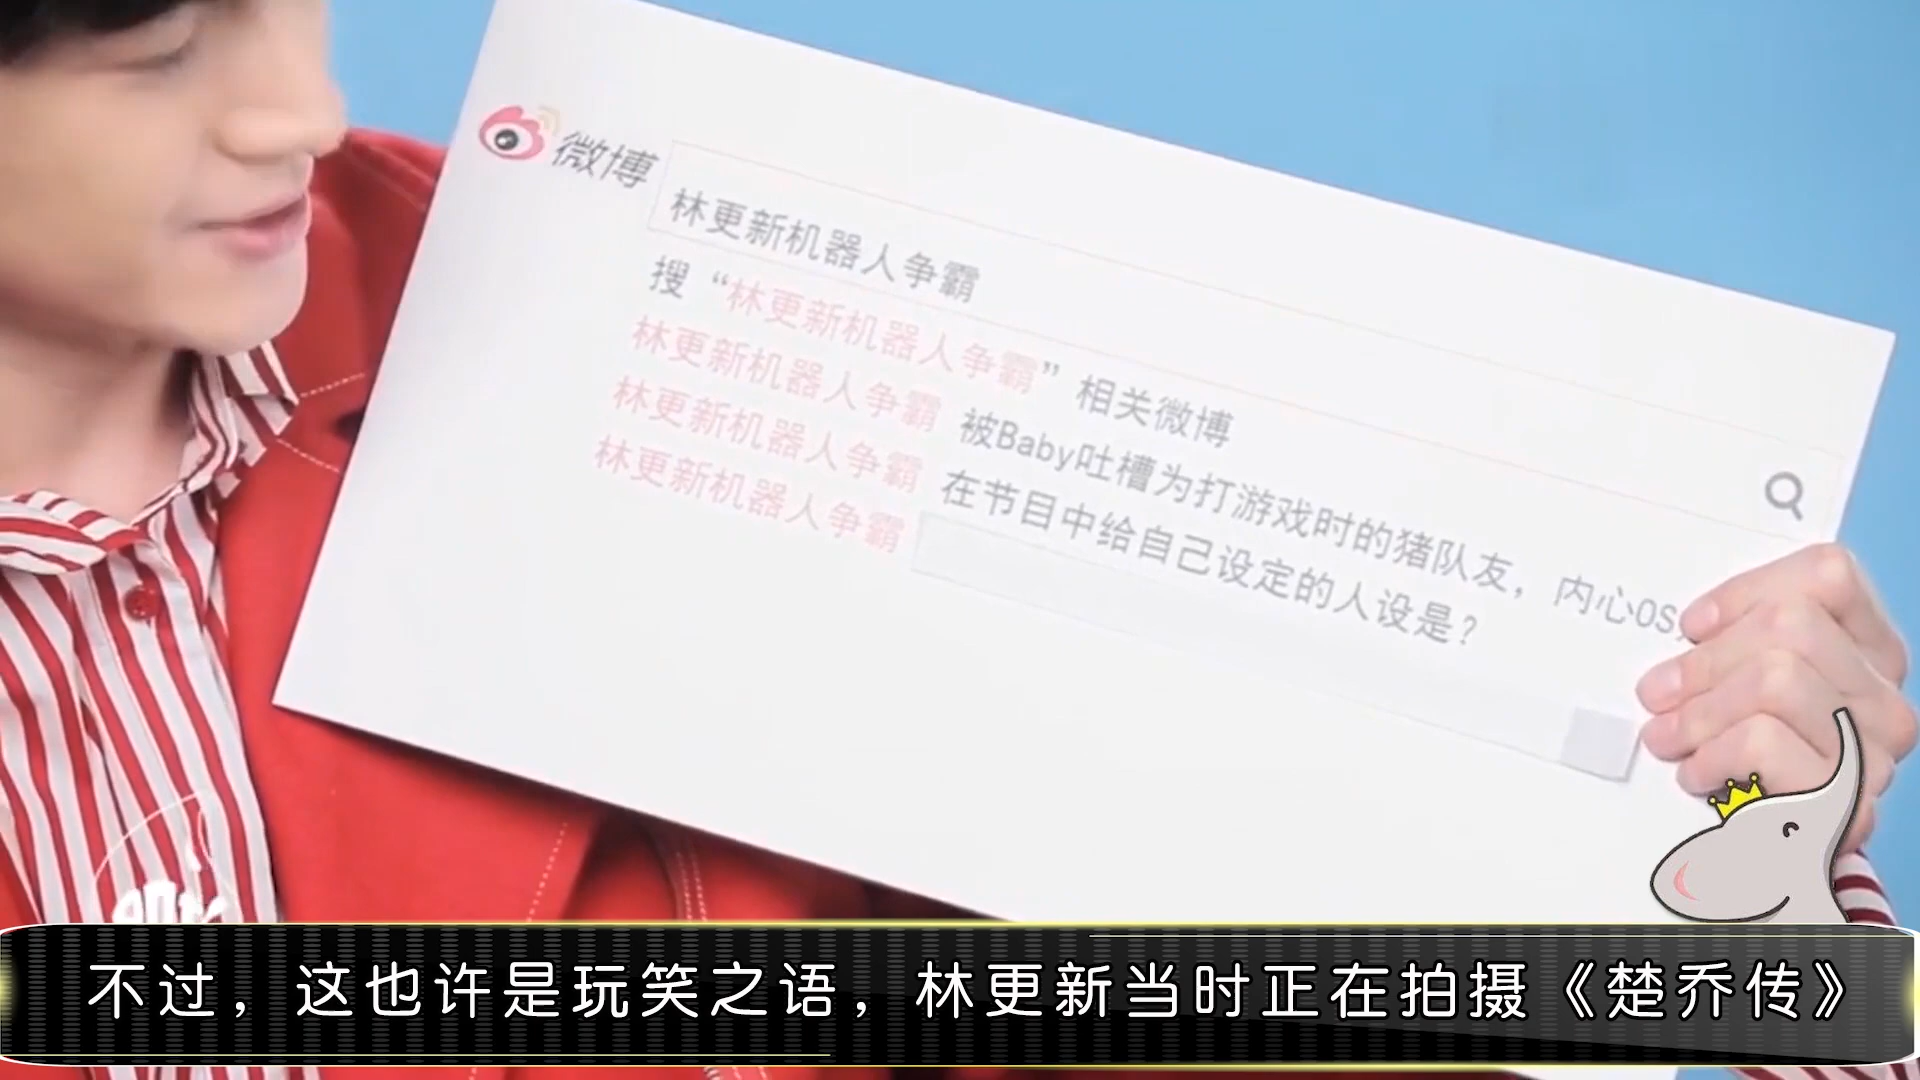 微博
林更新机器人争霸
搜 “林更新机器人争霸” 相关微博
林更新机器人争霸 被Baby吐槽为打游戏时的猪队友，内心OS
林更新机器人争霸 在节目中给自己设定的人设是？
林更新机器人争霸
不过，这也许是玩笑之语，林更新当时正在拍摄《楚乔传》